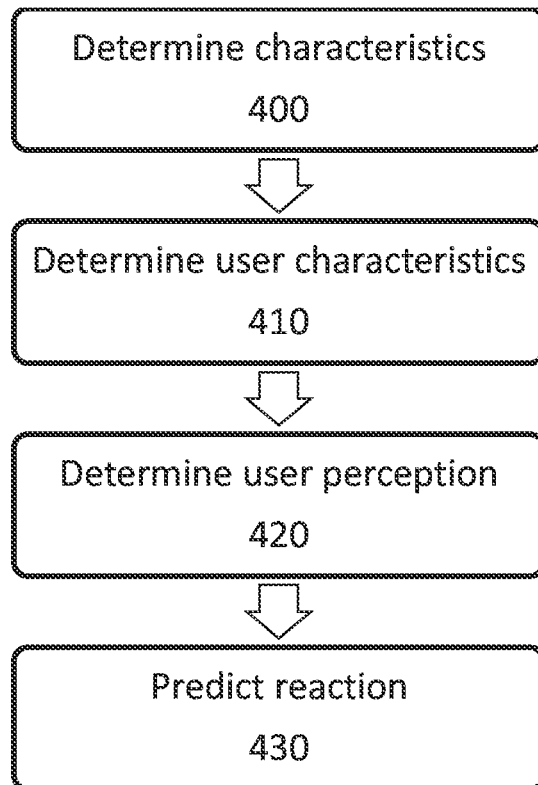 Determine characteristics
400
Determine user characteristics
410
Determine user perception
420
Predict reaction
430